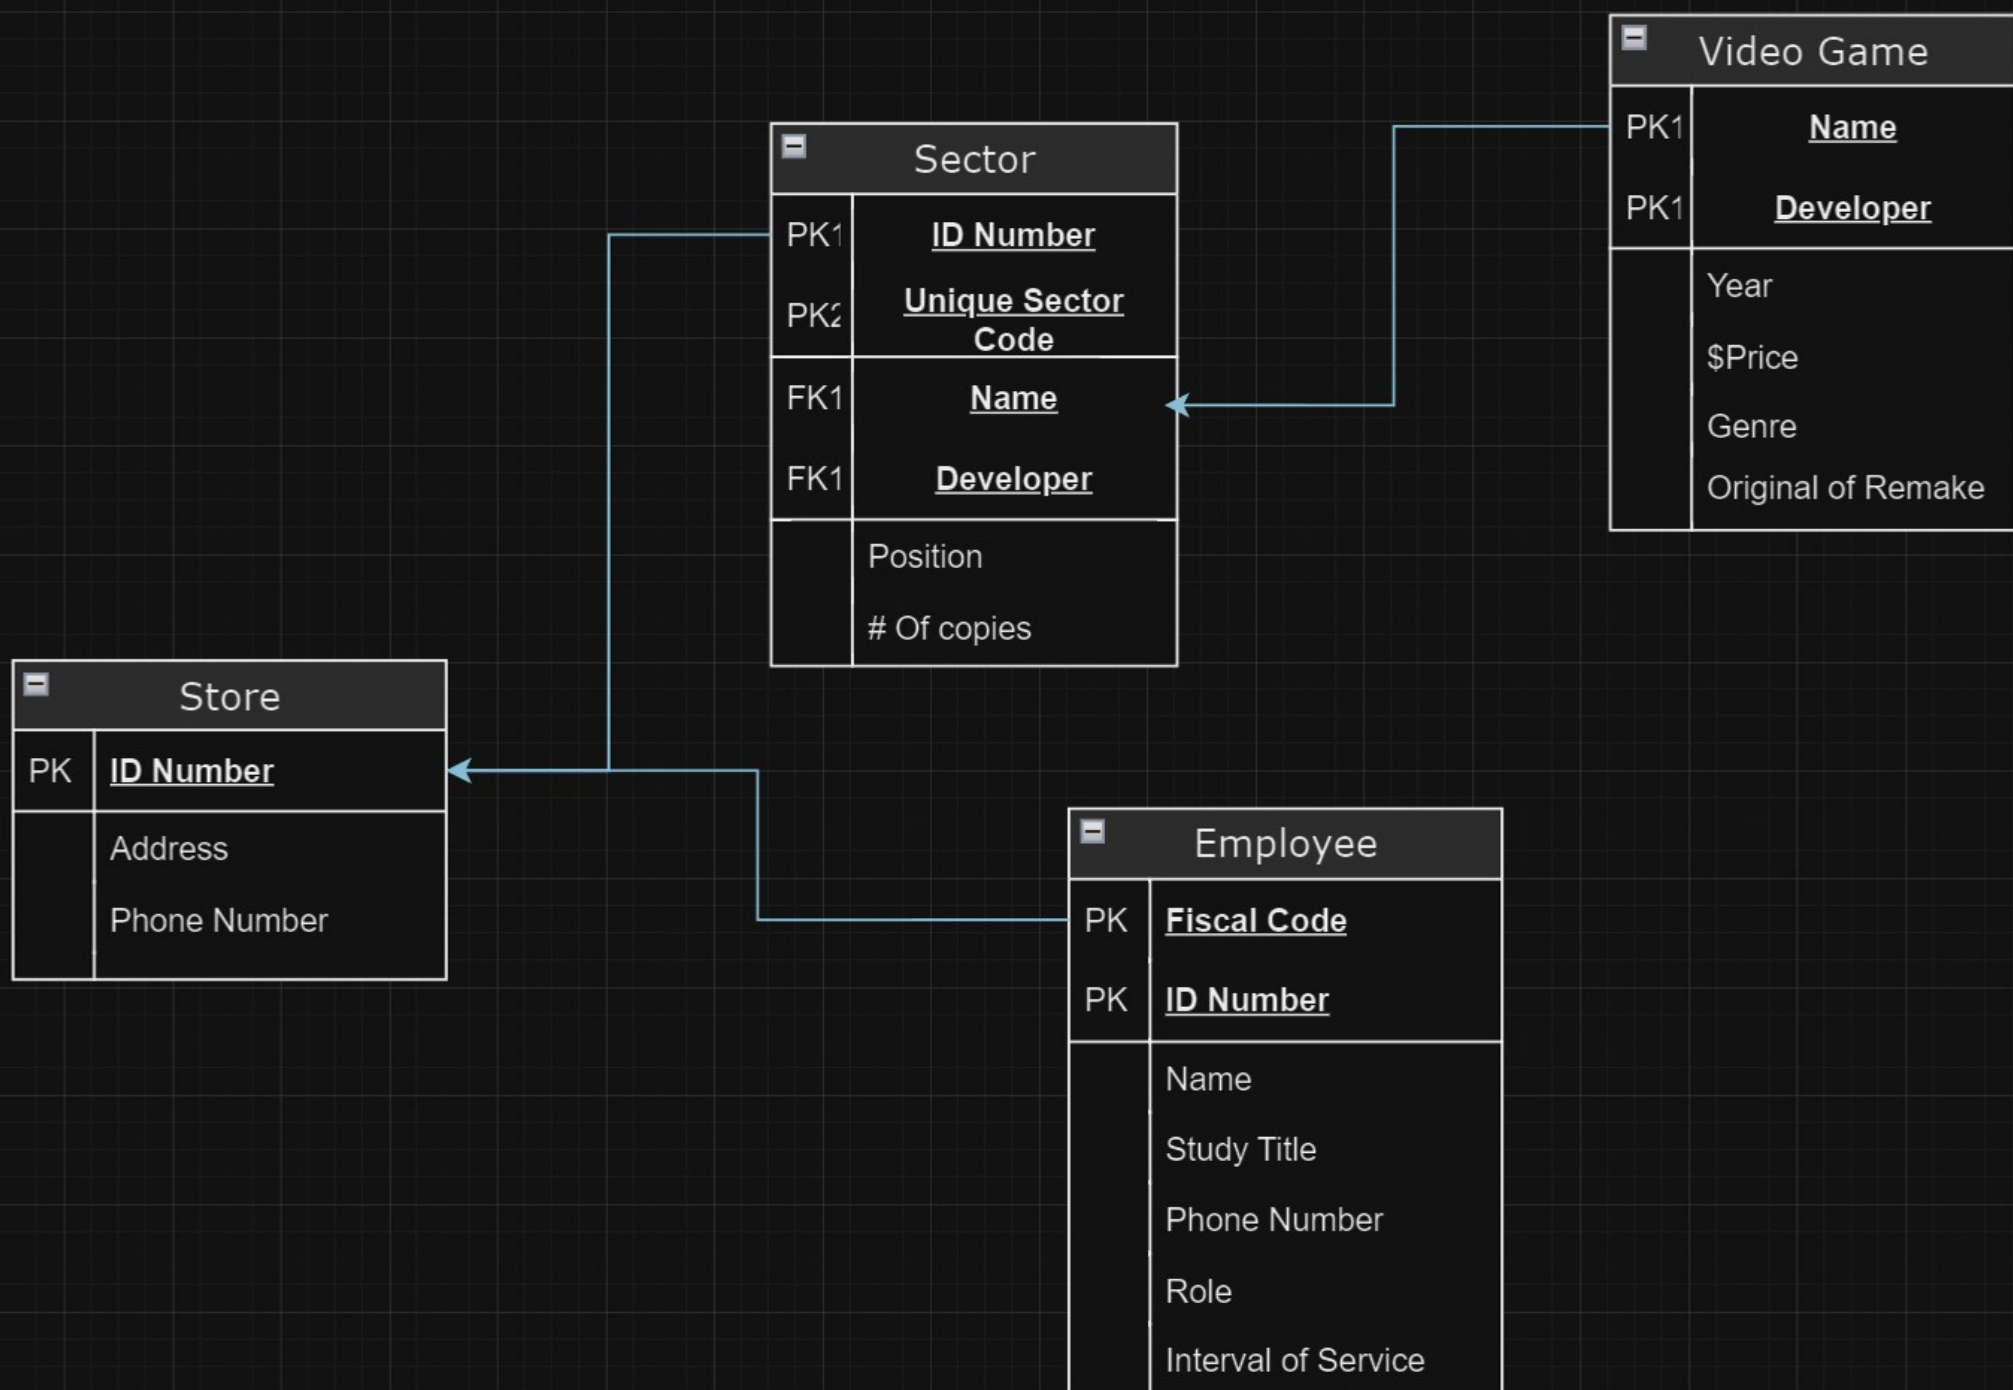 Video Game
PK1 Name
PK1 Developer
Year
$Price
Genre
Original of Remake
Sector
PK1 ID Number
PK2 Unique Sector
Code
FK1 Name
FK1 Developer
Position
# Of copies
Store
PK ID Number
Address
Phone Number
Employee
PK Fiscal Code
PK ID Number
Name
Study Title
Phone Number
Role
Interval of Service